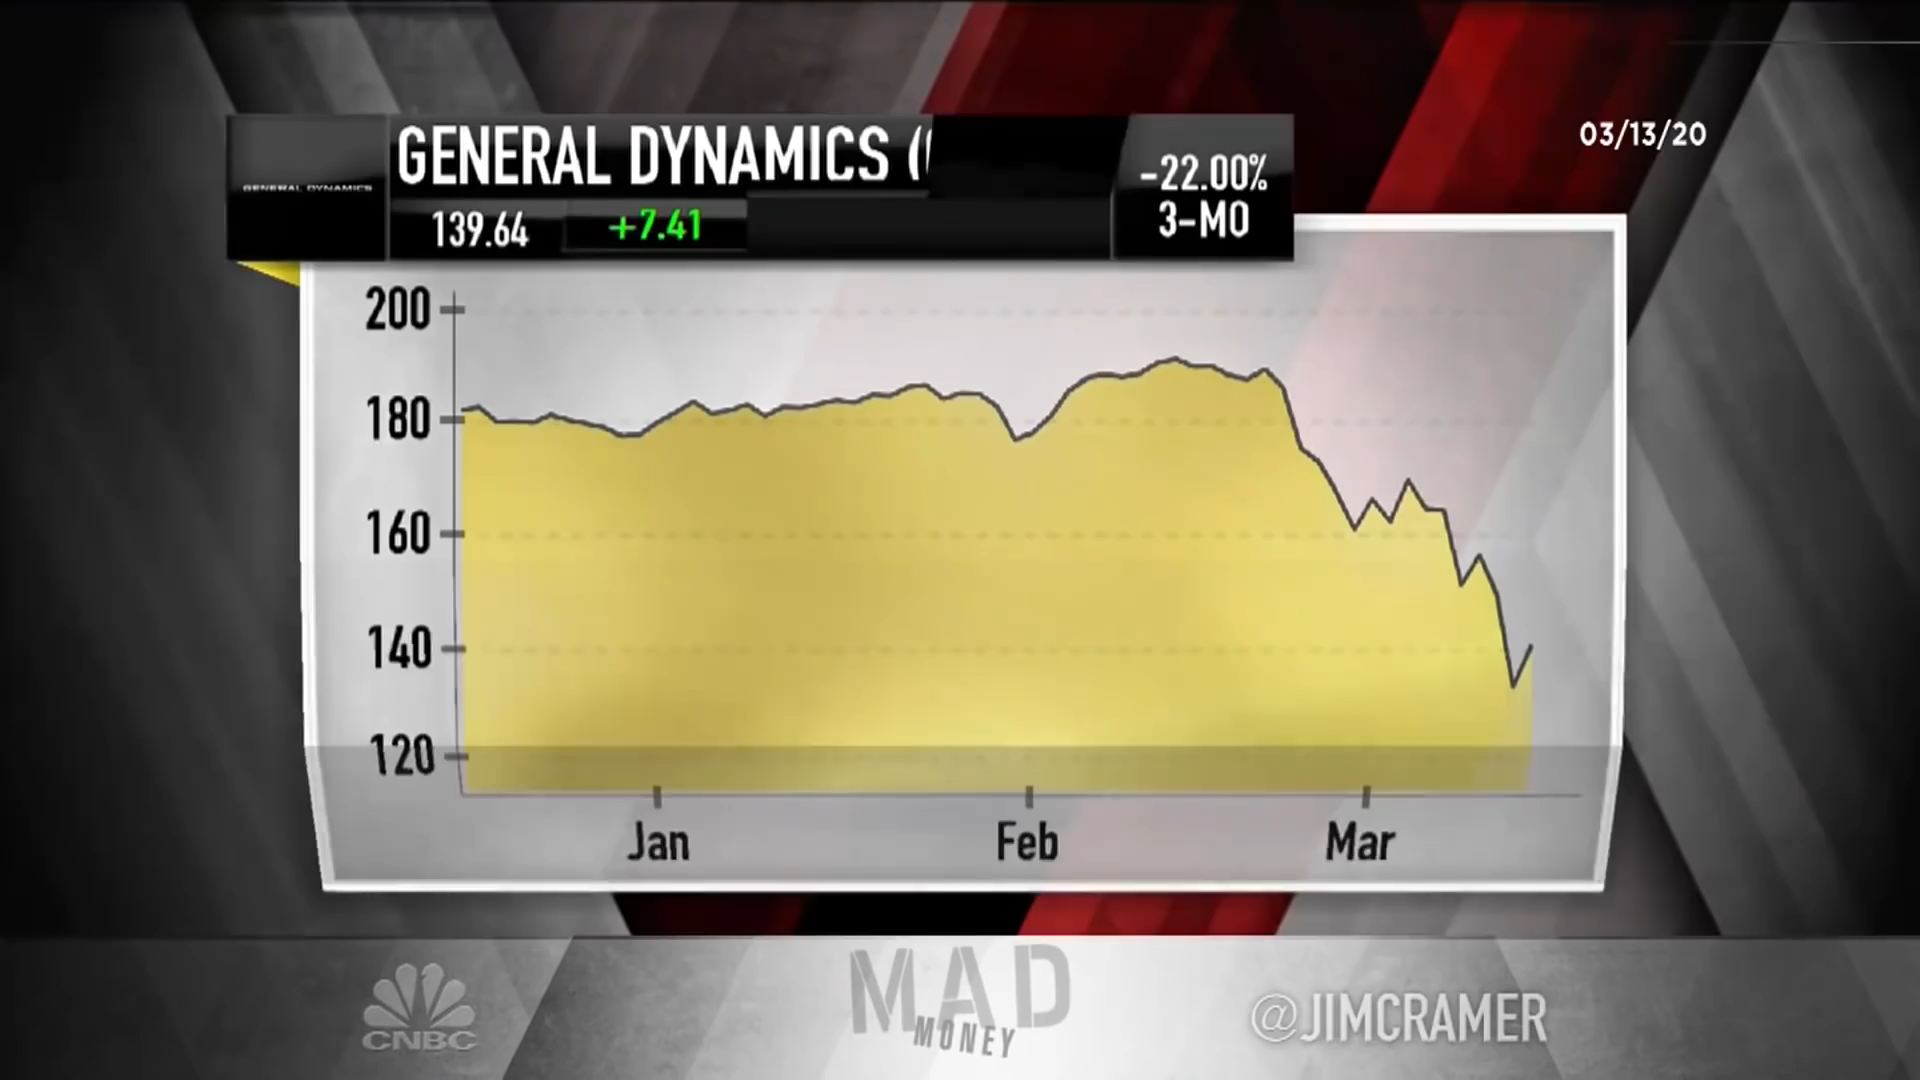 GENERAL DYNAMICS (
GENERAL DYNAMICS
139.64 +7.41
-22.00%
3-MO
03/13/20
200
180
160
140
120
Jan Feb Mar
CNBC
MAD
MONEY
@JIMCRAMER